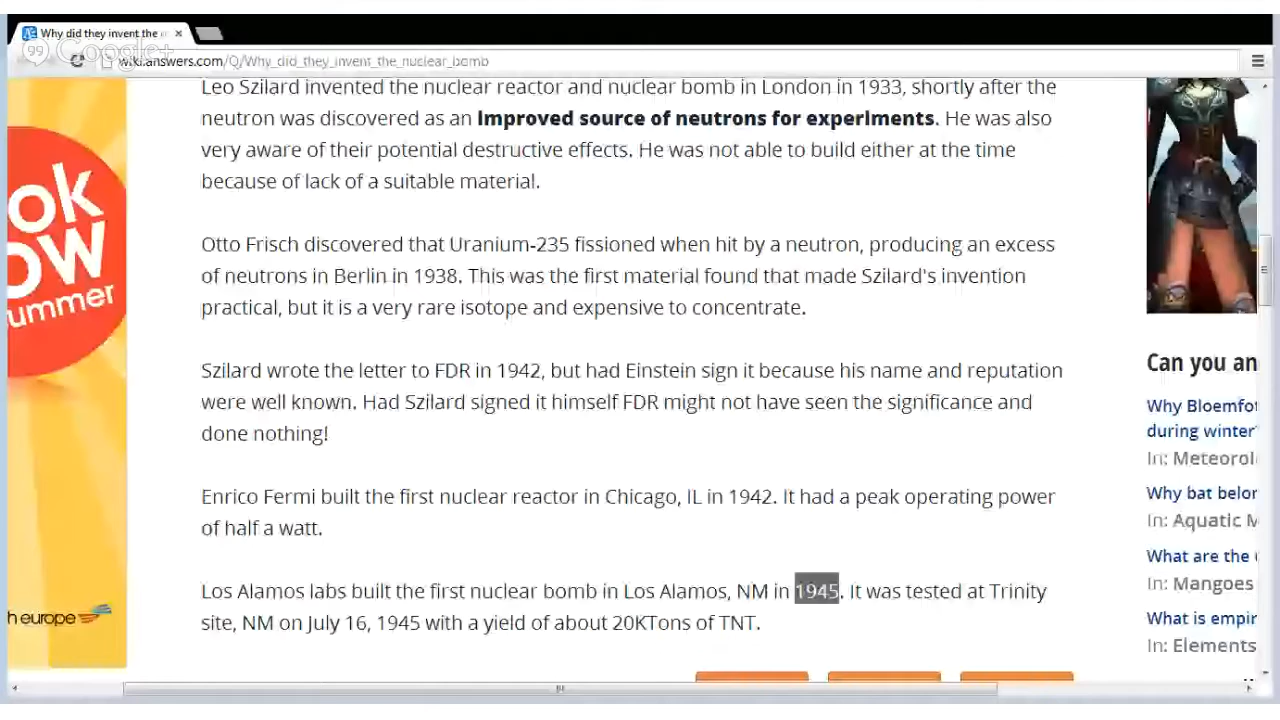 Why did they invent the
Google+
wiki.answers.com/Q/Why_did_they_invent_the_nuclear_bomb
Leo Szilard invented the nuclear reactor and nuclear bomb in London in 1933, shortly after the
neutron was discovered as an improved source of neutrons for experiments. He was also
very aware of their potential destructive effects. He was not able to build either at the time
because of lack of a suitable material.
Otto Frisch discovered that Uranium-235 fissioned when hit by a neutron, producing an excess
of neutrons in Berlin in 1938. This was the first material found that made Szilard's invention
practical, but it is a very rare isotope and expensive to concentrate.
Szilard wrote the letter to FDR in 1942, but had Einstein sign it because his name and reputation
were well known. Had Szilard signed it himself FDR might not have seen the significance and
done nothing!
Enrico Fermi built the first nuclear reactor in Chicago, IL in 1942. It had a peak operating power
of half a watt.
Los Alamos labs built the first nuclear bomb in Los Alamos, NM in 1945. It was tested at Trinity
site, NM on July 16, 1945 with a yield of about 20KTons of TNT.
ok
ow
ummer
h europe
Can you an
Why Bloemfo
during winter
In: Meteorol
Why bat belor
In: Aquatic M
What are the
In: Mangoes
What is empir
In: Elements